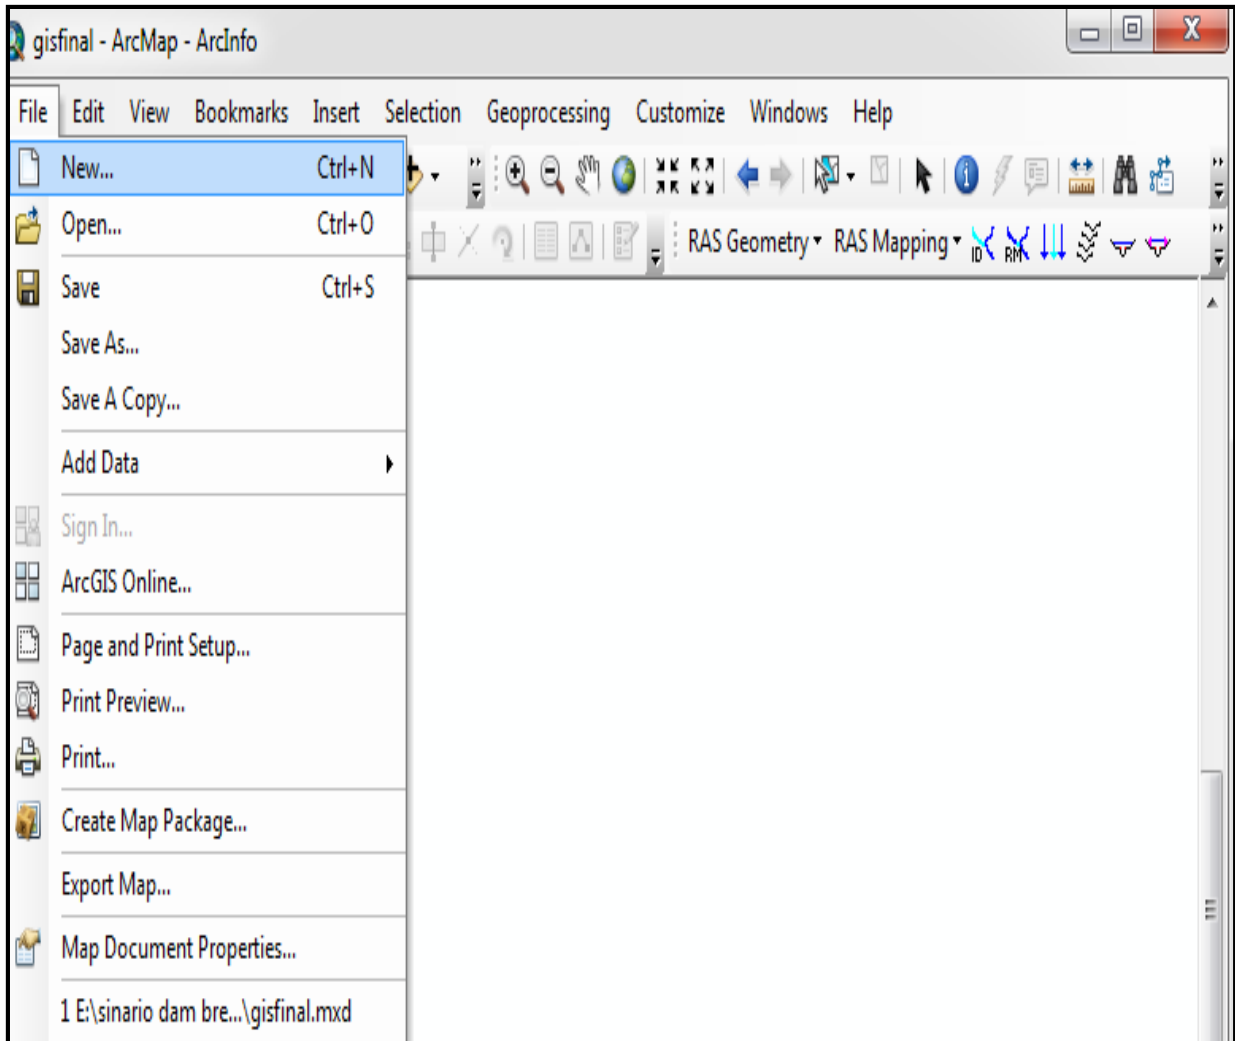 gisfinal - ArcMap - ArcInfo
File Edit View Bookmarks Insert Selection Geoprocessing Customize Windows Help
New... Ctrl+N
Open... Ctrl+O
RAS Geometry RAS Mapping ID RM
Save Ctrl+S
Save As...
Save A Copy...
Add Data
Sign In...
ArcGIS Online...
Page and Print Setup...
Print Preview...
Print...
Create Map Package...
Export Map...
Map Document Properties...
1 E:\sinario dam bre...\gisfinal.mxd